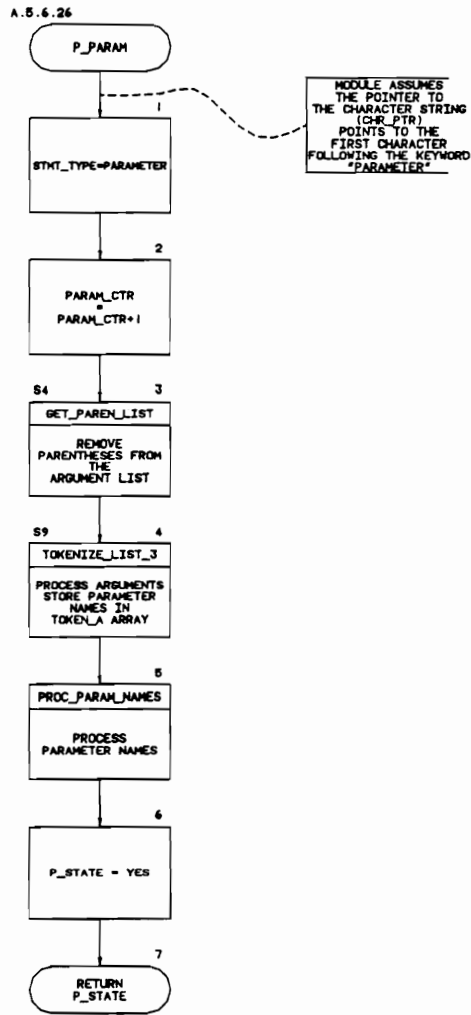 A.5.6.26
P_PARAM
MODULE ASSUMES
THE POINTER TO
THE CHARACTER STRING
(CHR_PTR)
POINTS TO THE
FIRST CHARACTER
FOLLOWING THE KEYWORD
"PARAMETER"
1
STMT_TYPE=PARAMETER
2
PARAM_CTR
=
PARAM_CTR+1
S4 3
GET_PAREN_LIST
REMOVE
PARENTHESES FROM
THE
ARGUMENT LIST
S9 4
TOKENIZE_LIST_3
PROCESS ARGUMENTS
STORE PARAMETER
NAMES IN
TOKEN_A ARRAY
5
PROC_PARAM_NAMES
PROCESS
PARAMETER NAMES
6
P_STATE = YES
7
RETURN
P_STATE